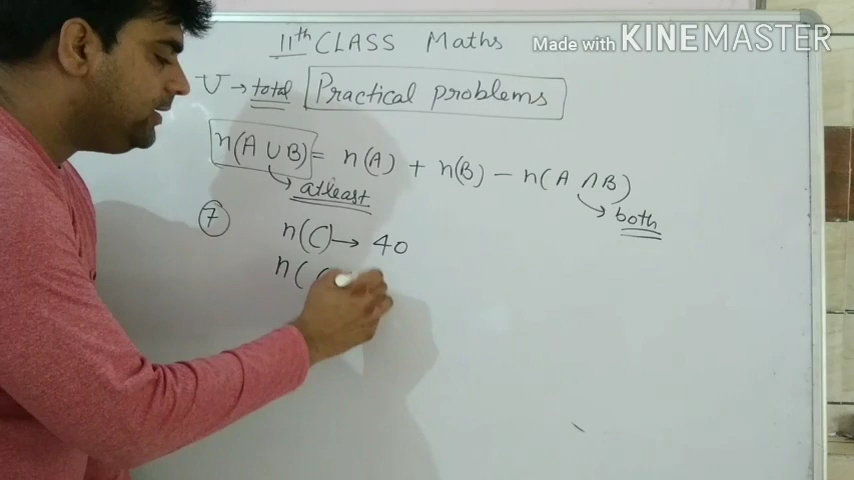 11th CLASS Maths
Made with KINEMASTER
U → total Practical problems
n(A ∪ B) = n(A) + n(B) - n(A ∩ B)
→ atleast
→ both
7
n(C) → 40
n(C